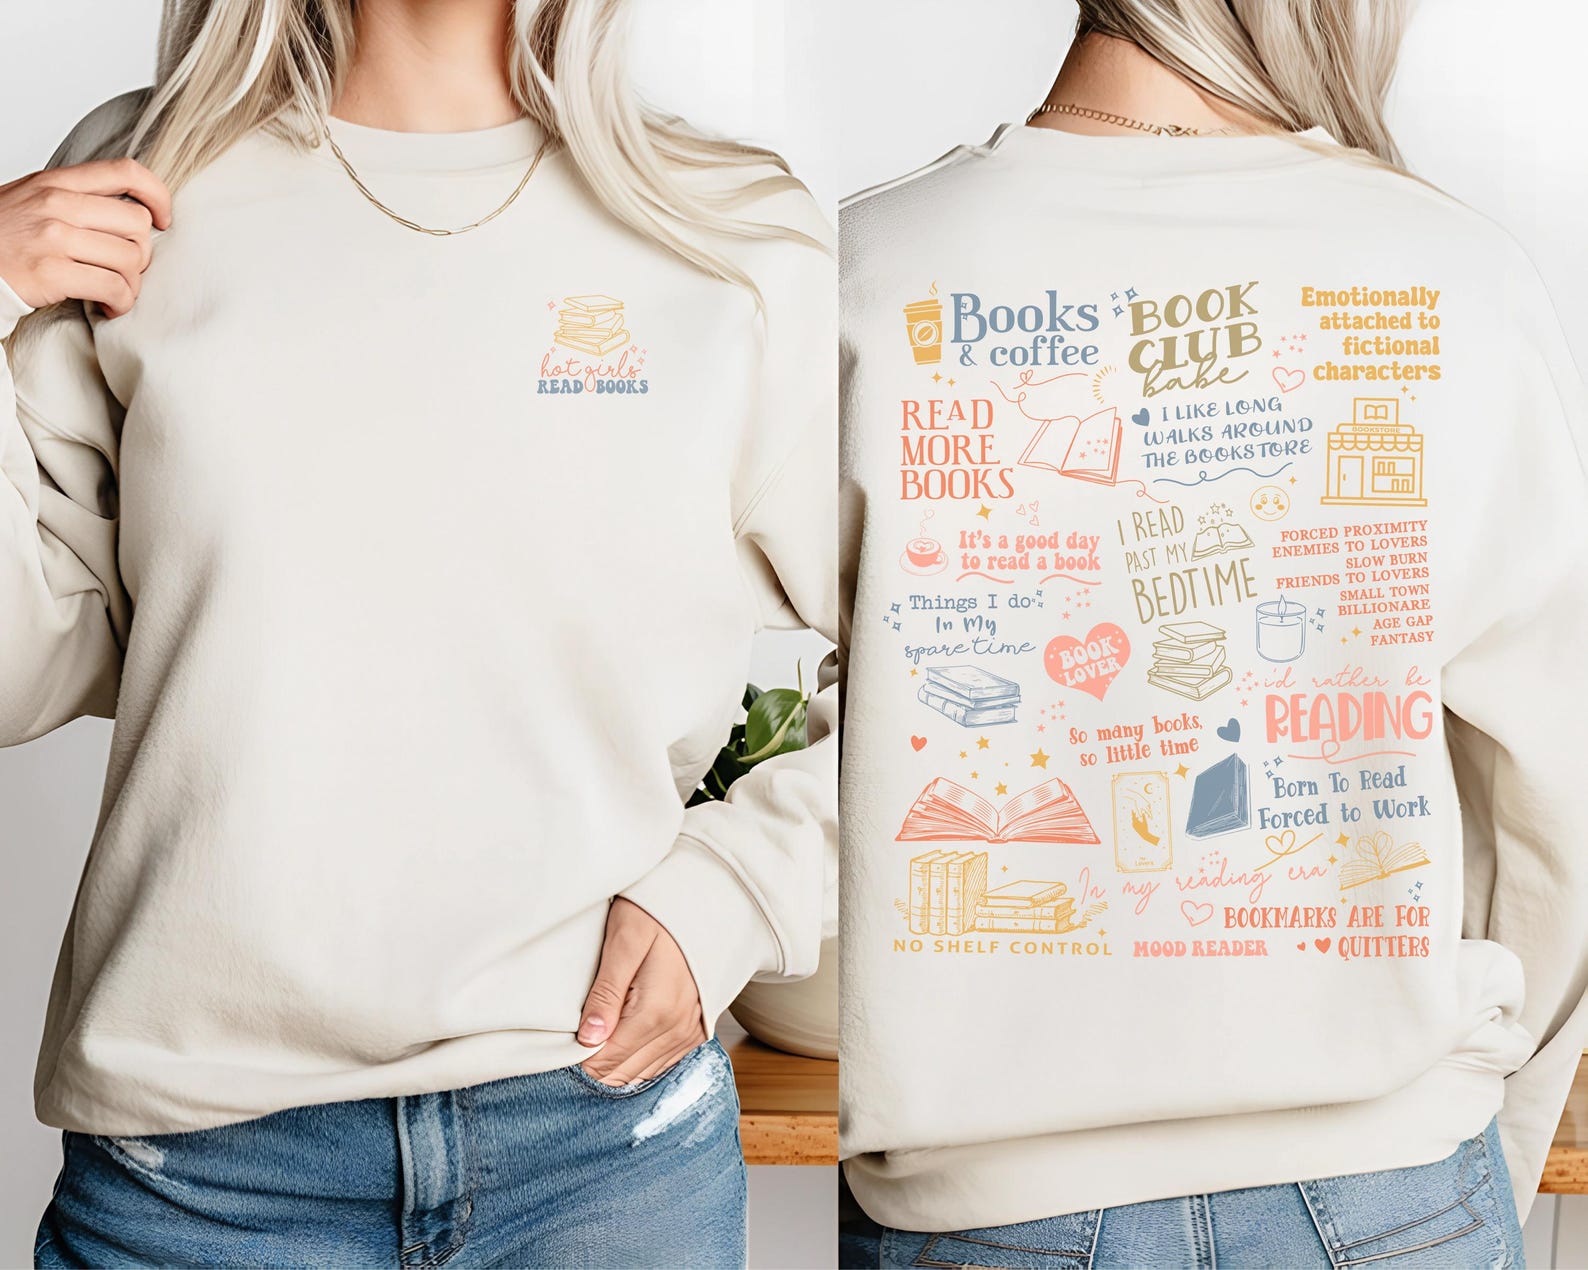 hot girls
READ BOOKS
Books
& coffee
BOOK
CLUB
babe
Emotionally
attached to
fictional
characters
READ
MORE
BOOKS
I LIKE LONG
WALKS AROUND
THE BOOKSTORE
BOOKSTORE
It's a good day
to read a book
I READ
PAST MY
BEDTIME
FORCED PROXIMITY
ENEMIES TO LOVERS
SLOW BURN
FRIENDS TO LOVERS
SMALL TOWN
BILLIONARE
AGE GAP
FANTASY
Things I do
In My
spare time
BOOK
LOVER
i'd rather be
READING
So many books,
so little time
Born To Read
Forced to Work
The
Lovers
In my reading era
NO SHELF CONTROL
MOOD READER
BOOKMARKS ARE FOR
QUITTERS